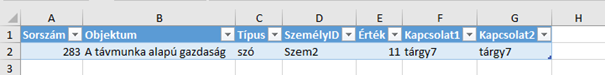 A B C D E F G H
1 Sorszám Objektum Típus SzemélyID Érték Kapcsolat1 Kapcsolat2
2 283 A távmunka alapú gazdaság szó Szem2 11 tárgy7 tárgy7
3